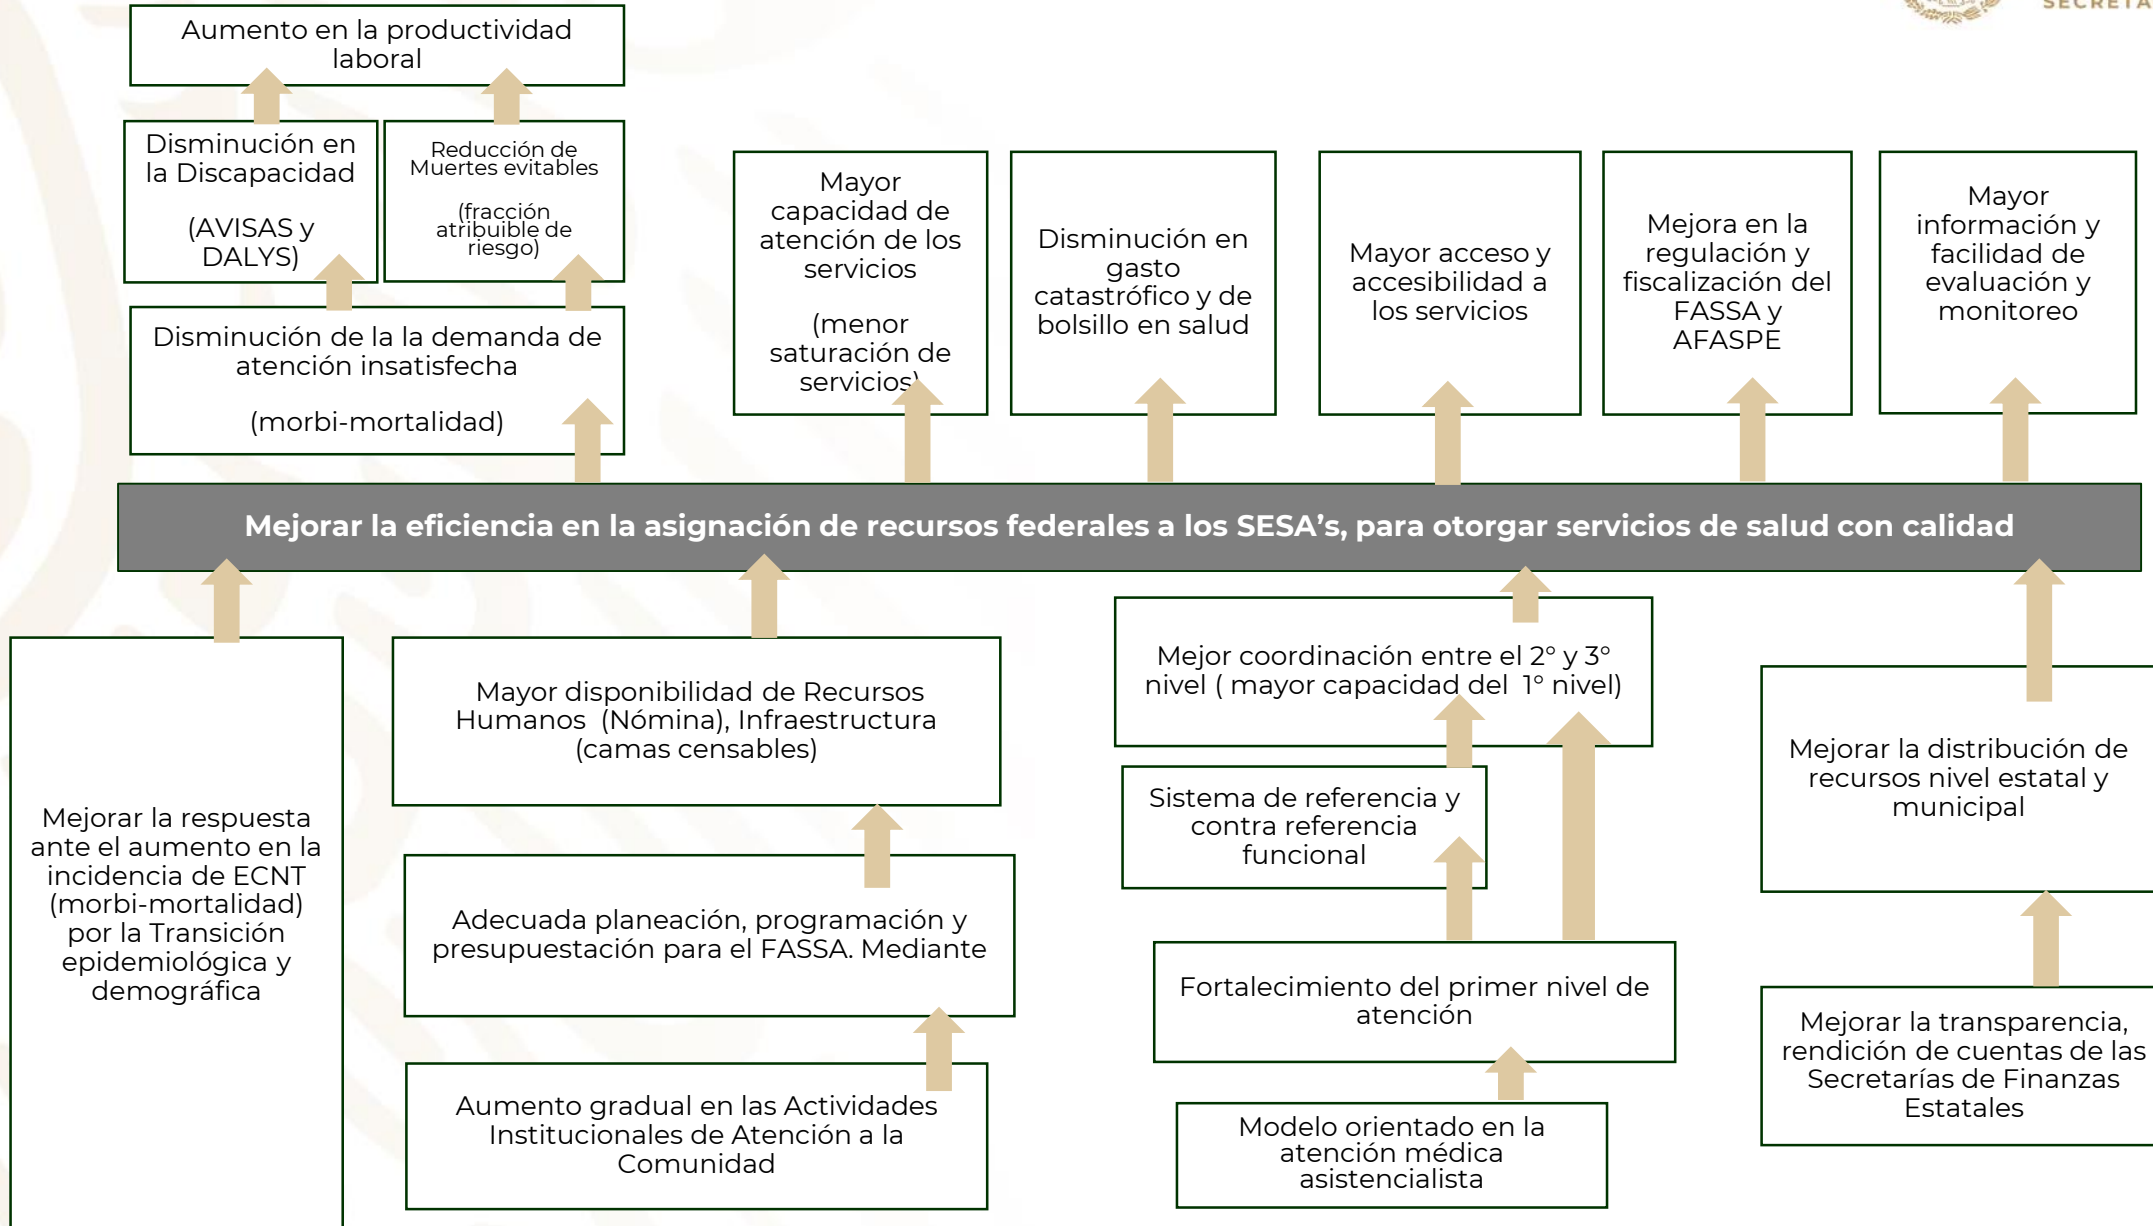 SECRETA
Aumento en la productividad
laboral
Disminución en
la Discapacidad
(AVISAS y
DALYS)
Reducción de
Muertes evitables
(fracción
atribuible de
riesgo)
Disminución de la la demanda de
atención insatisfecha
(morbi-mortalidad)
Mayor
capacidad de
atención de los
servicios
(menor
saturación de
servicios)
Disminución en
gasto
catastrófico y de
bolsillo en salud
Mayor acceso y
accesibilidad a
los servicios
Mejora en la
regulación y
fiscalización del
FASSA y
AFASPE
Mayor
información y
facilidad de
evaluación y
monitoreo
Mejorar la eficiencia en la asignación de recursos federales a los SESA’s, para otorgar servicios de salud con calidad
Mejorar la respuesta
ante el aumento en la
incidencia de ECNT
(morbi-mortalidad)
por la Transición
epidemiológica y
demográfica
Mayor disponibilidad de Recursos
Humanos (Nómina), Infraestructura
(camas censables)
Adecuada planeación, programación y
presupuestación para el FASSA. Mediante
Aumento gradual en las Actividades
Institucionales de Atención a la
Comunidad
Mejor coordinación entre el 2° y 3°
nivel ( mayor capacidad del 1° nivel)
Sistema de referencia y
contra referencia
funcional
Fortalecimiento del primer nivel de
atención
Modelo orientado en la
atención médica
asistencialista
Mejorar la distribución de
recursos nivel estatal y
municipal
Mejorar la transparencia,
rendición de cuentas de las
Secretarías de Finanzas
Estatales